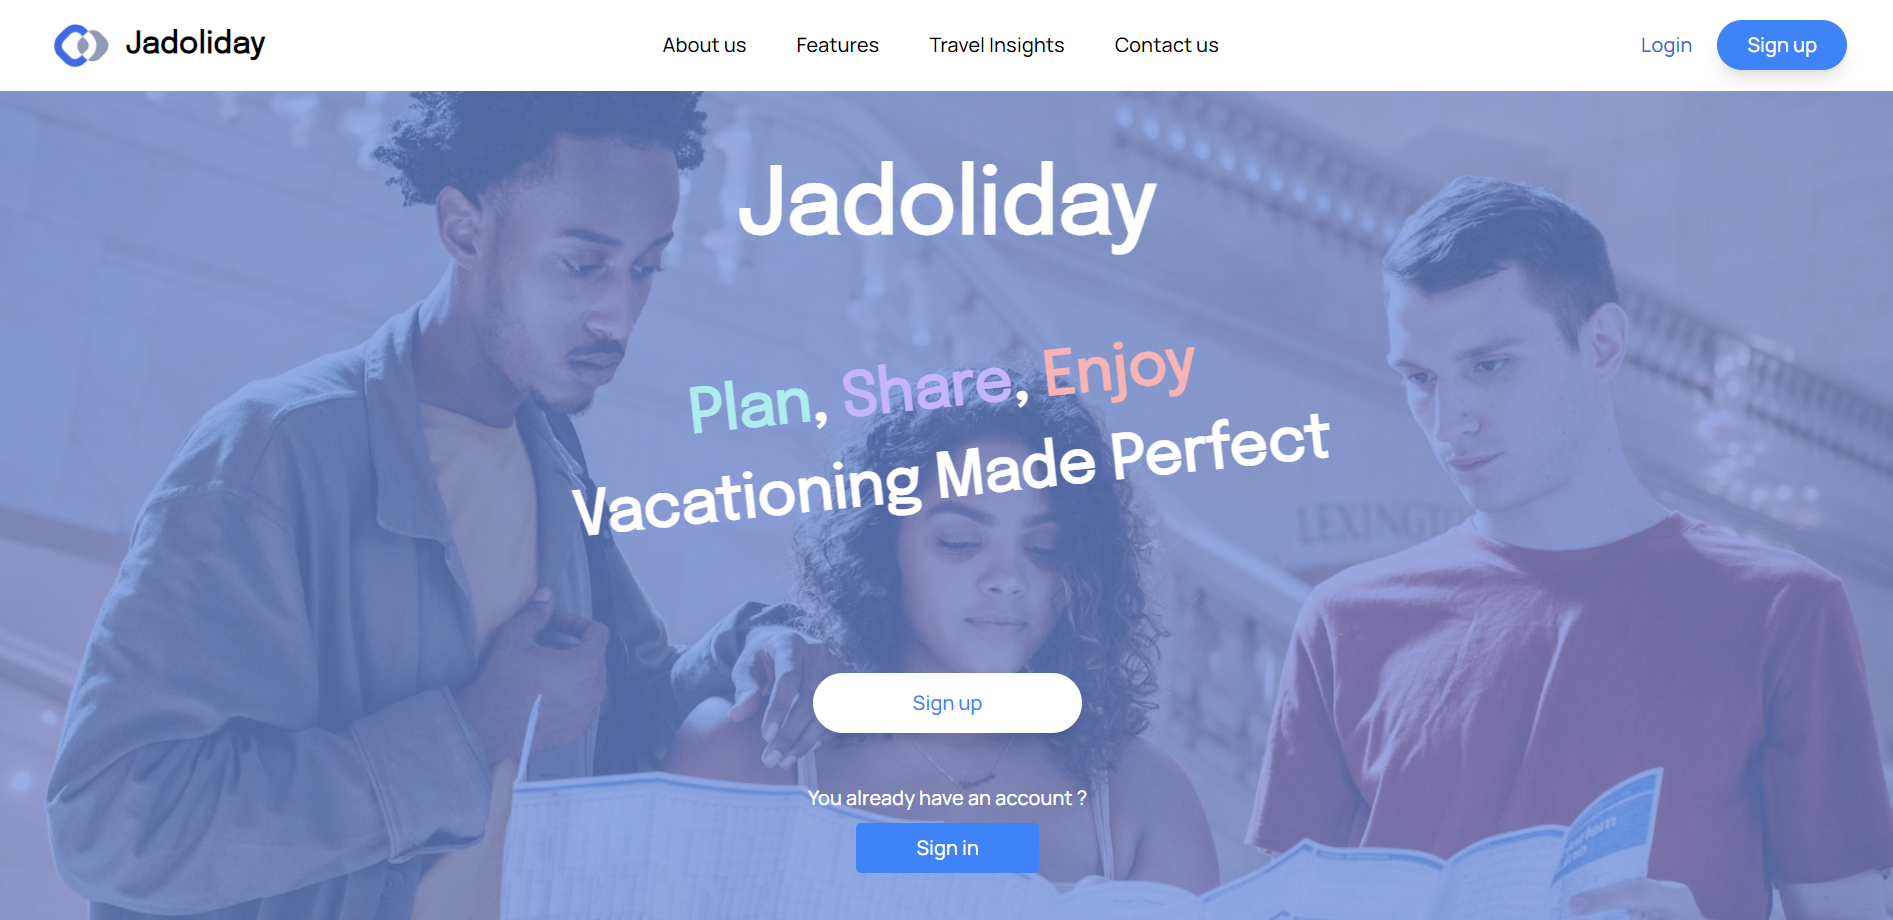 Jadoliday
About us
Features
Travel Insights
Contact us
Login
Sign up
Jadoliday
Plan, Share, Enjoy
Vacationing Made Perfect
Sign up
You already have an account ?
Sign in